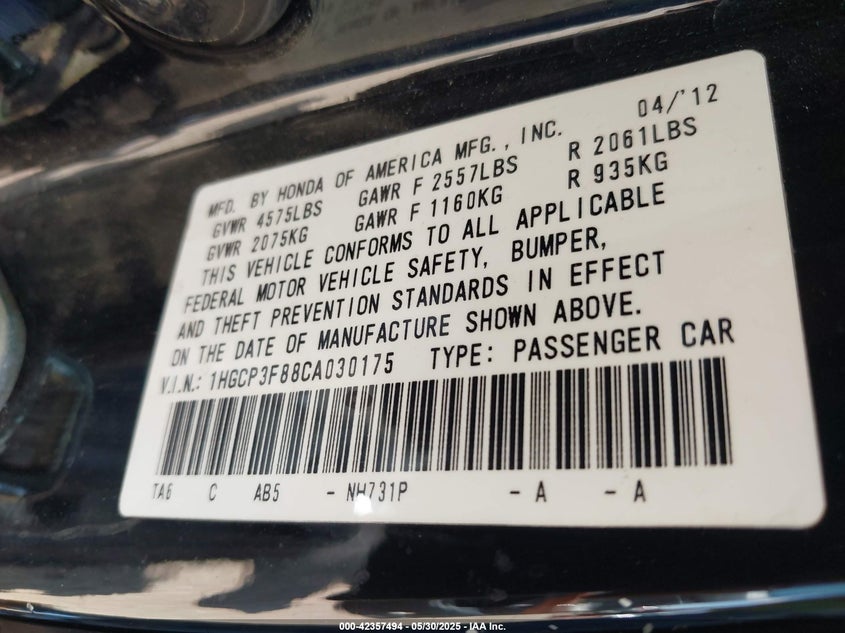 04/'12
MFD. BY HONDA OF AMERICA MFG., INC.
GVWR 4575LBS GAWR F 2557LBS R 2061LBS
GVWR 2075KG GAWR F 1160KG R 935KG
THIS VEHICLE CONFORMS TO ALL APPLICABLE
FEDERAL MOTOR VEHICLE SAFETY, BUMPER,
AND THEFT PREVENTION STANDARDS IN EFFECT
ON THE DATE OF MANUFACTURE SHOWN ABOVE.
V.I.N.: 1HGCP3F88CA030175 TYPE: PASSENGER CAR
TA6 C AB5 - NH731P - A - A
000-42357494 — 05/30/2025 — IAA Inc.